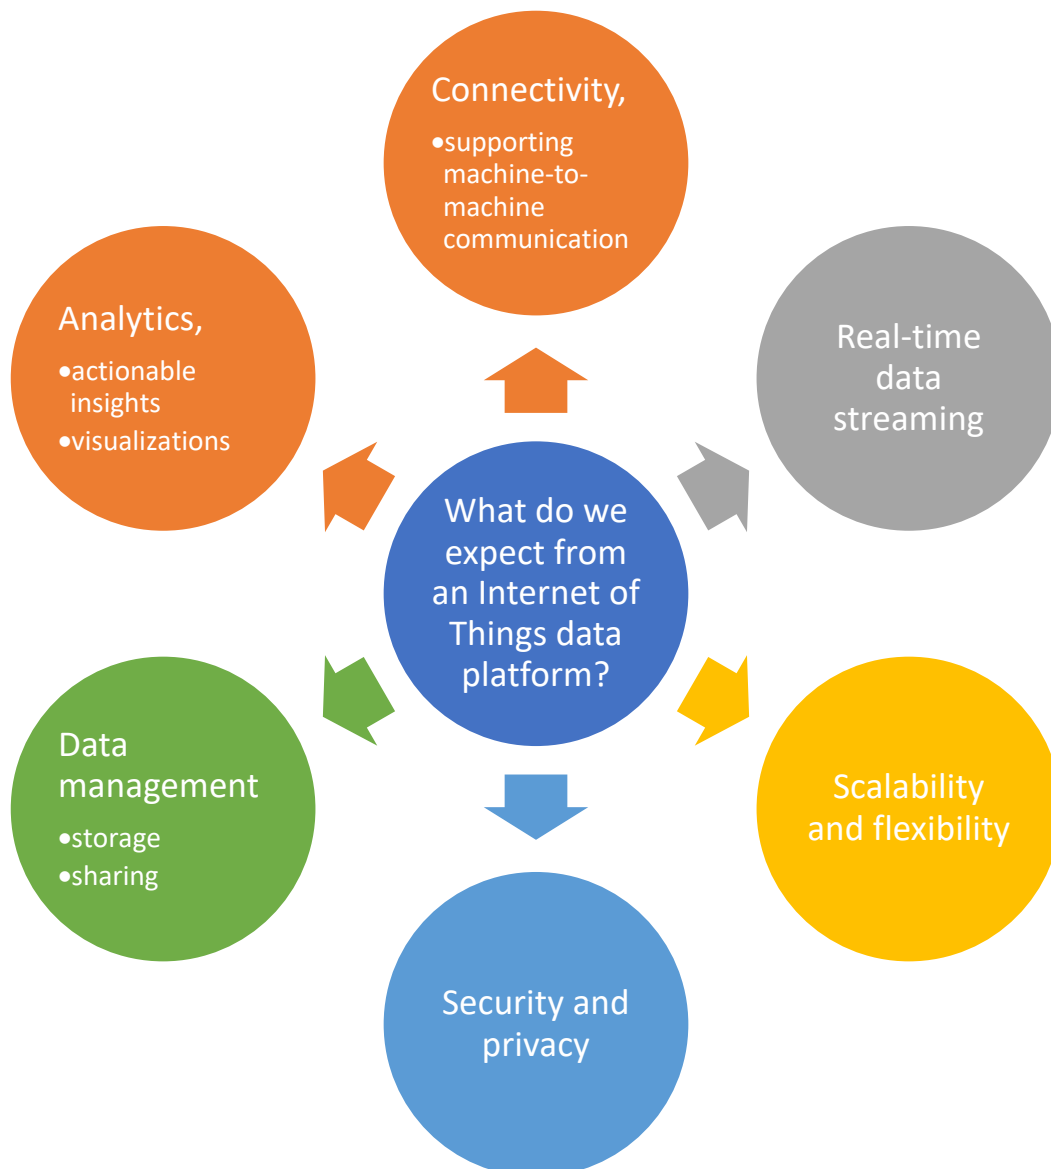 Connectivity,
•supporting
machine-to-
machine
communication
Real-time
data
streaming
Scalability
and flexibility
Security and
privacy
Data
management
•storage
•sharing
Analytics,
•actionable
insights
•visualizations
What do we
expect from
an Internet of
Things data
platform?